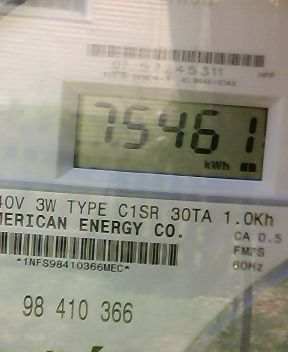 75461
kWh
40V 3W TYPE C1SR 30TA 1.0Kh
MERICAN ENERGY CO.
CA 0.5
*1NFS98410366MEC*
60Hz
98 410 366